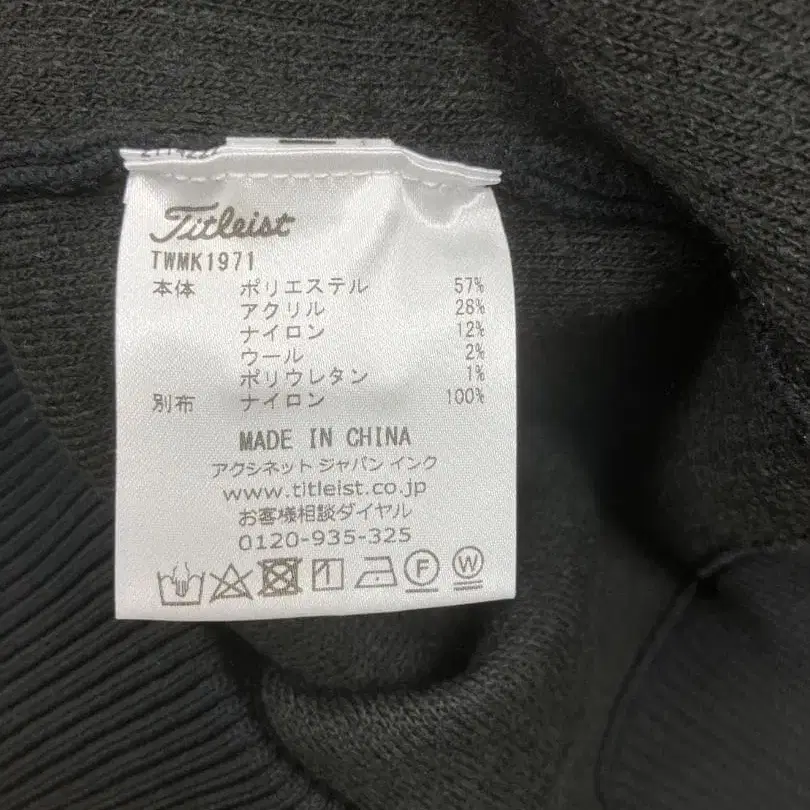 Titleist
TWMK1971
本体 ポリエステル 57%
アクリル 28%
ナイロン 12%
ウール 2%
ポリウレタン 1%
別布 ナイロン 100%
MADE IN CHINA
アクシネット ジャパン インク
www.titleist.co.jp
お客様相談ダイヤル
0120-935-325
F W